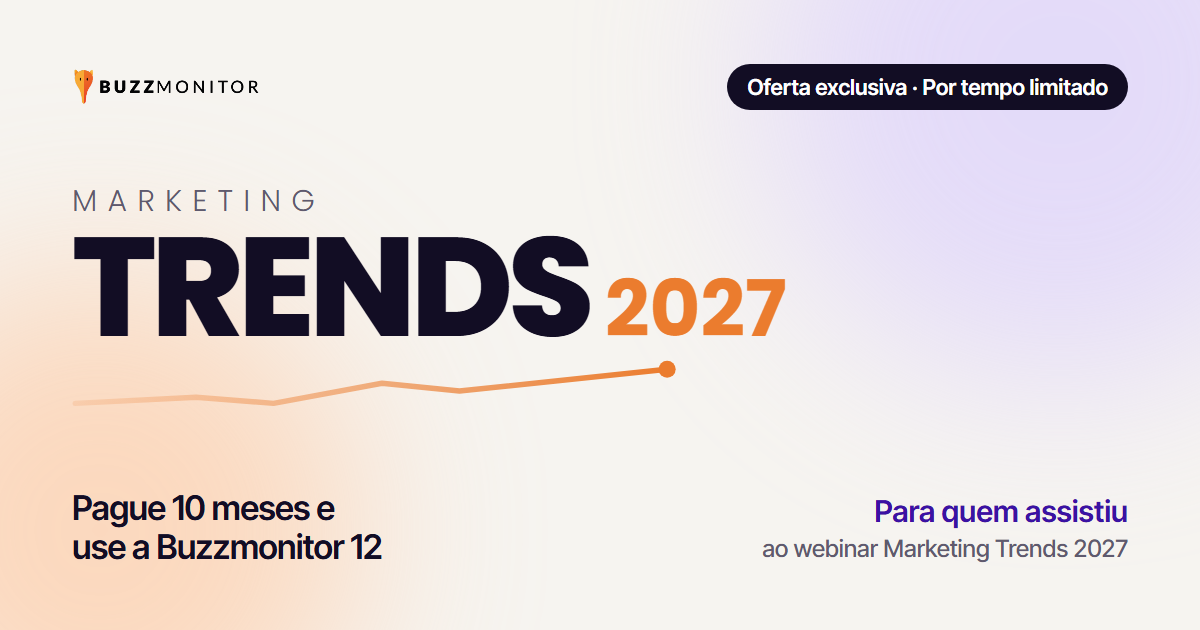 BUZZMONITOR
Oferta exclusiva · Por tempo limitado
MARKETING
TRENDS 2027
Pague 10 meses e
use a Buzzmonitor 12
Para quem assistiu
ao webinar Marketing Trends 2027